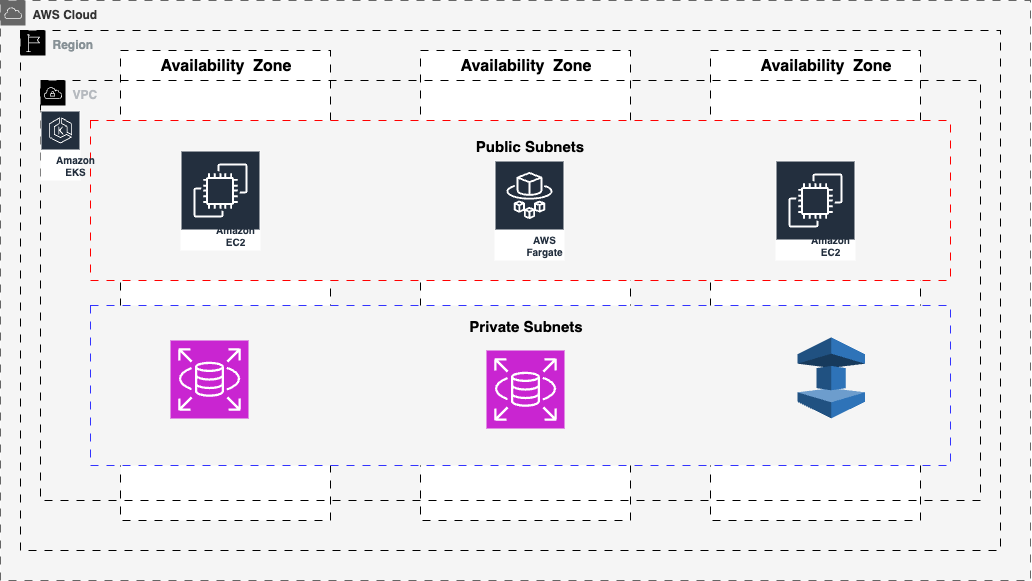 AWS Cloud
Region
Availability Zone
Availability Zone
Availability Zone
VPC
Amazon
EKS
Public Subnets
Amazon
EC2
AWS
Fargate
Amazon
EC2
Private Subnets